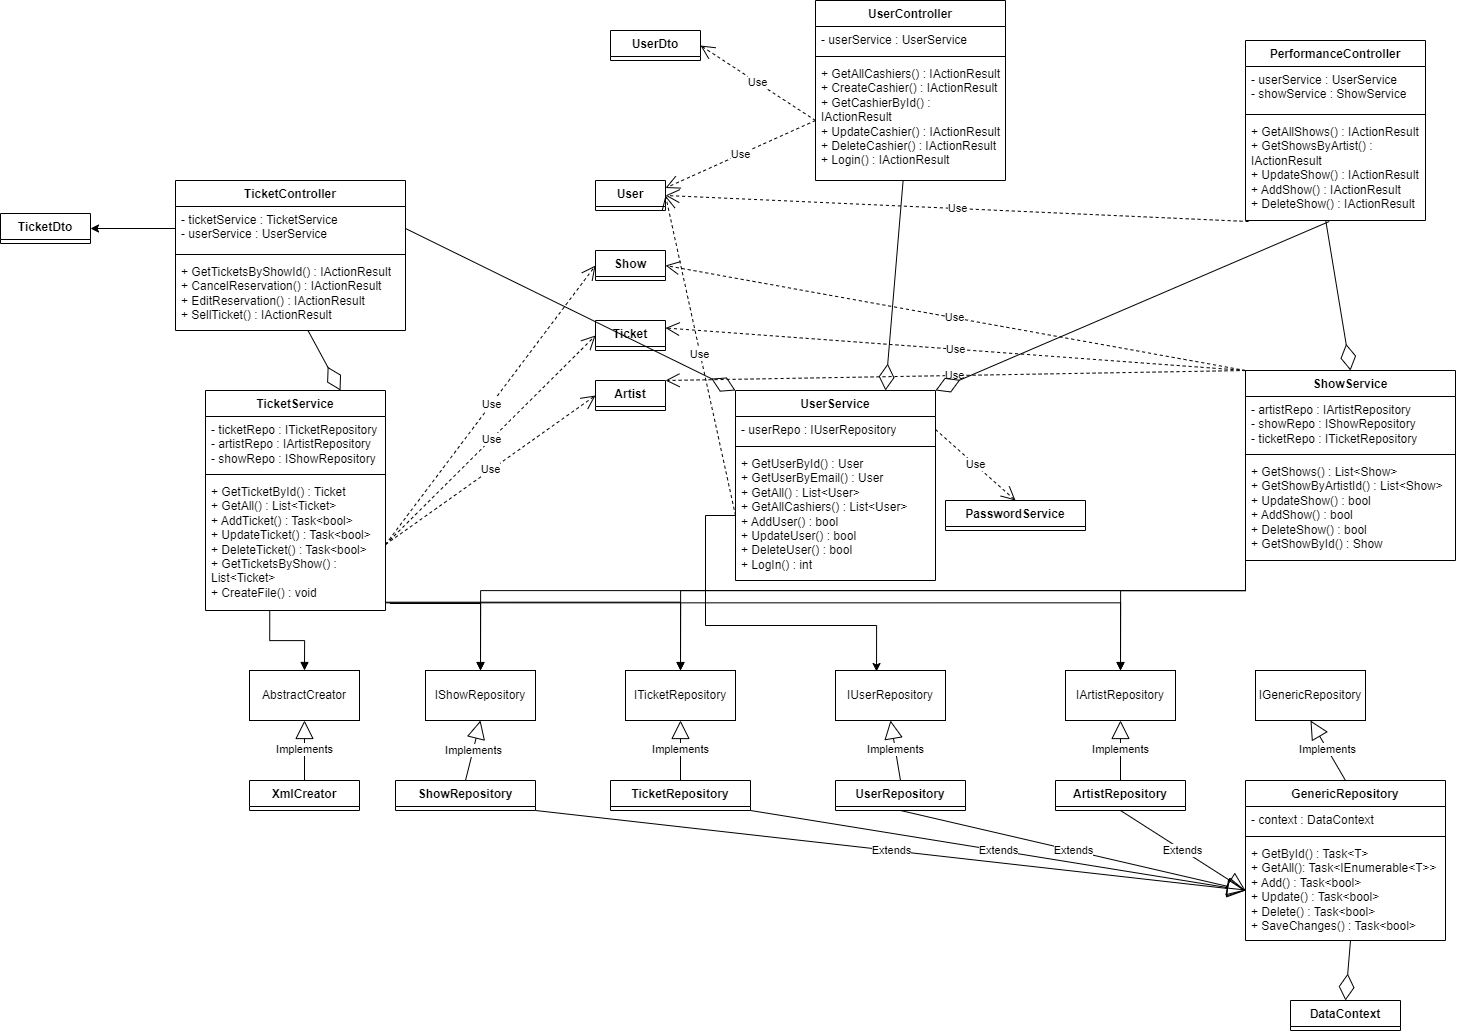 UserController
- userService : UserService
+ GetAllCashiers() : IActionResult
+ CreateCashier() : IActionResult
+ GetCashierById() :
IActionResult
+ UpdateCashier() : IActionResult
+ DeleteCashier() : IActionResult
+ Login() : IActionResult
UserDto
Use
Use
PerformanceController
- userService : UserService
- showService : ShowService
+ GetAllShows() : IActionResult
+ GetShowsByArtist() :
IActionResult
+ UpdateShow() : IActionResult
+ AddShow() : IActionResult
+ DeleteShow() : IActionResult
TicketController
- ticketService : TicketService
- userService : UserService
+ GetTicketsByShowId() : IActionResult
+ CancelReservation() : IActionResult
+ EditReservation() : IActionResult
+ SellTicket() : IActionResult
TicketDto
User
Use
Show
Use
Ticket
Use
Use
Artist
Use
TicketService
- ticketRepo : ITicketRepository
- artistRepo : IArtistRepository
- showRepo : IShowRepository
+ GetTicketById() : Ticket
+ GetAll() : List<Ticket>
+ AddTicket() : Task<bool>
+ UpdateTicket() : Task<bool>
+ DeleteTicket() : Task<bool>
+ GetTicketsByShow() :
List<Ticket>
+ CreateFile() : void
Use
Use
Use
UserService
- userRepo : IUserRepository
+ GetUserById() : User
+ GetUserByEmail() : User
+ GetAll() : List<User>
+ GetAllCashiers() : List<User>
+ AddUser() : bool
+ UpdateUser() : bool
+ DeleteUser() : bool
+ LogIn() : int
Use
PasswordService
ShowService
- artistRepo : IArtistRepository
- showRepo : IShowRepository
- ticketRepo : ITicketRepository
+ GetShows() : List<Show>
+ GetShowByArtistId() : List<Show>
+ UpdateShow() : bool
+ AddShow() : bool
+ DeleteShow() : bool
+ GetShowById() : Show
AbstractCreator
IShowRepository
ITicketRepository
IUserRepository
IArtistRepository
IGenericRepository
Implements
Implements
Implements
Implements
Implements
Implements
XmlCreator
ShowRepository
TicketRepository
UserRepository
ArtistRepository
GenericRepository
- context : DataContext
+ GetById() : Task<T>
+ GetAll(): Task<IEnumerable<T>>
+ Add() : Task<bool>
+ Update() : Task<bool>
+ Delete() : Task<bool>
+ SaveChanges() : Task<bool>
Extends
Extends
Extends
Extends
DataContext